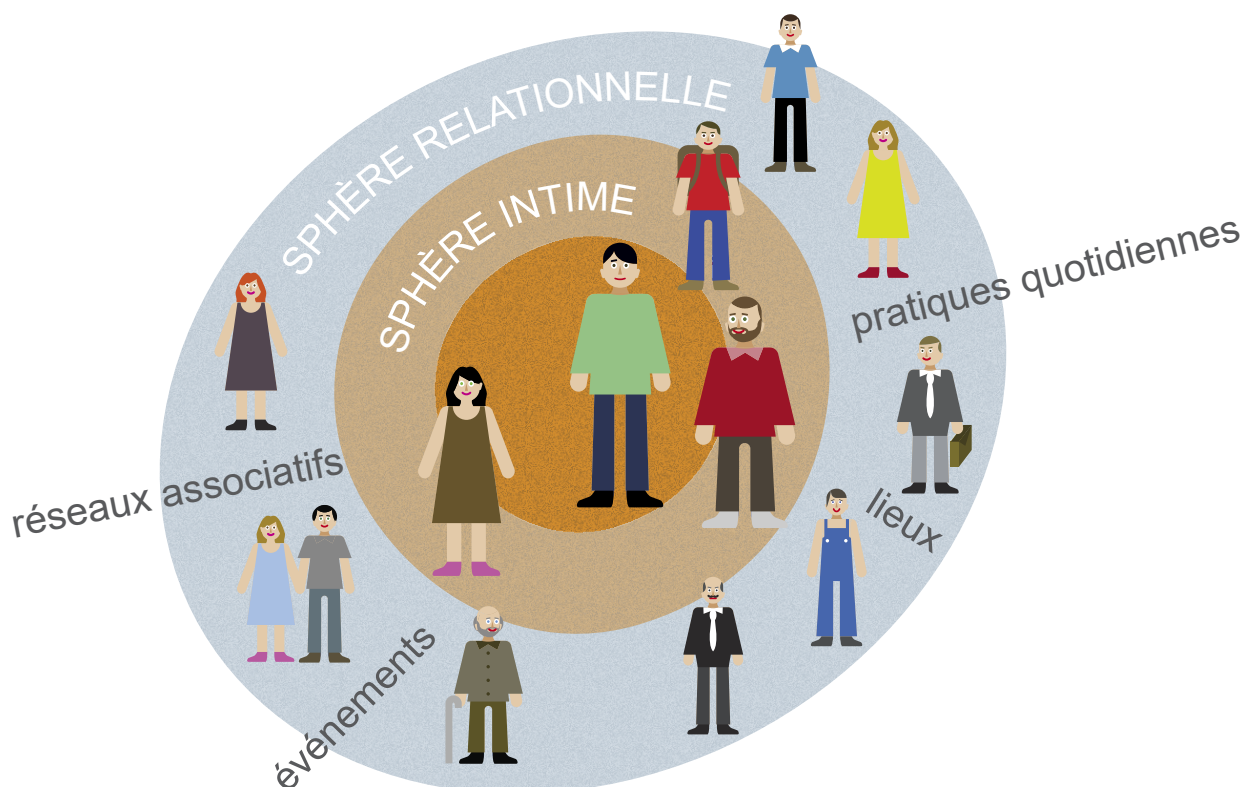 SPHÈRE RELATIONNELLE
SPHÈRE INTIME
pratiques quotidiennes
réseaux associatifs
lieux
événements